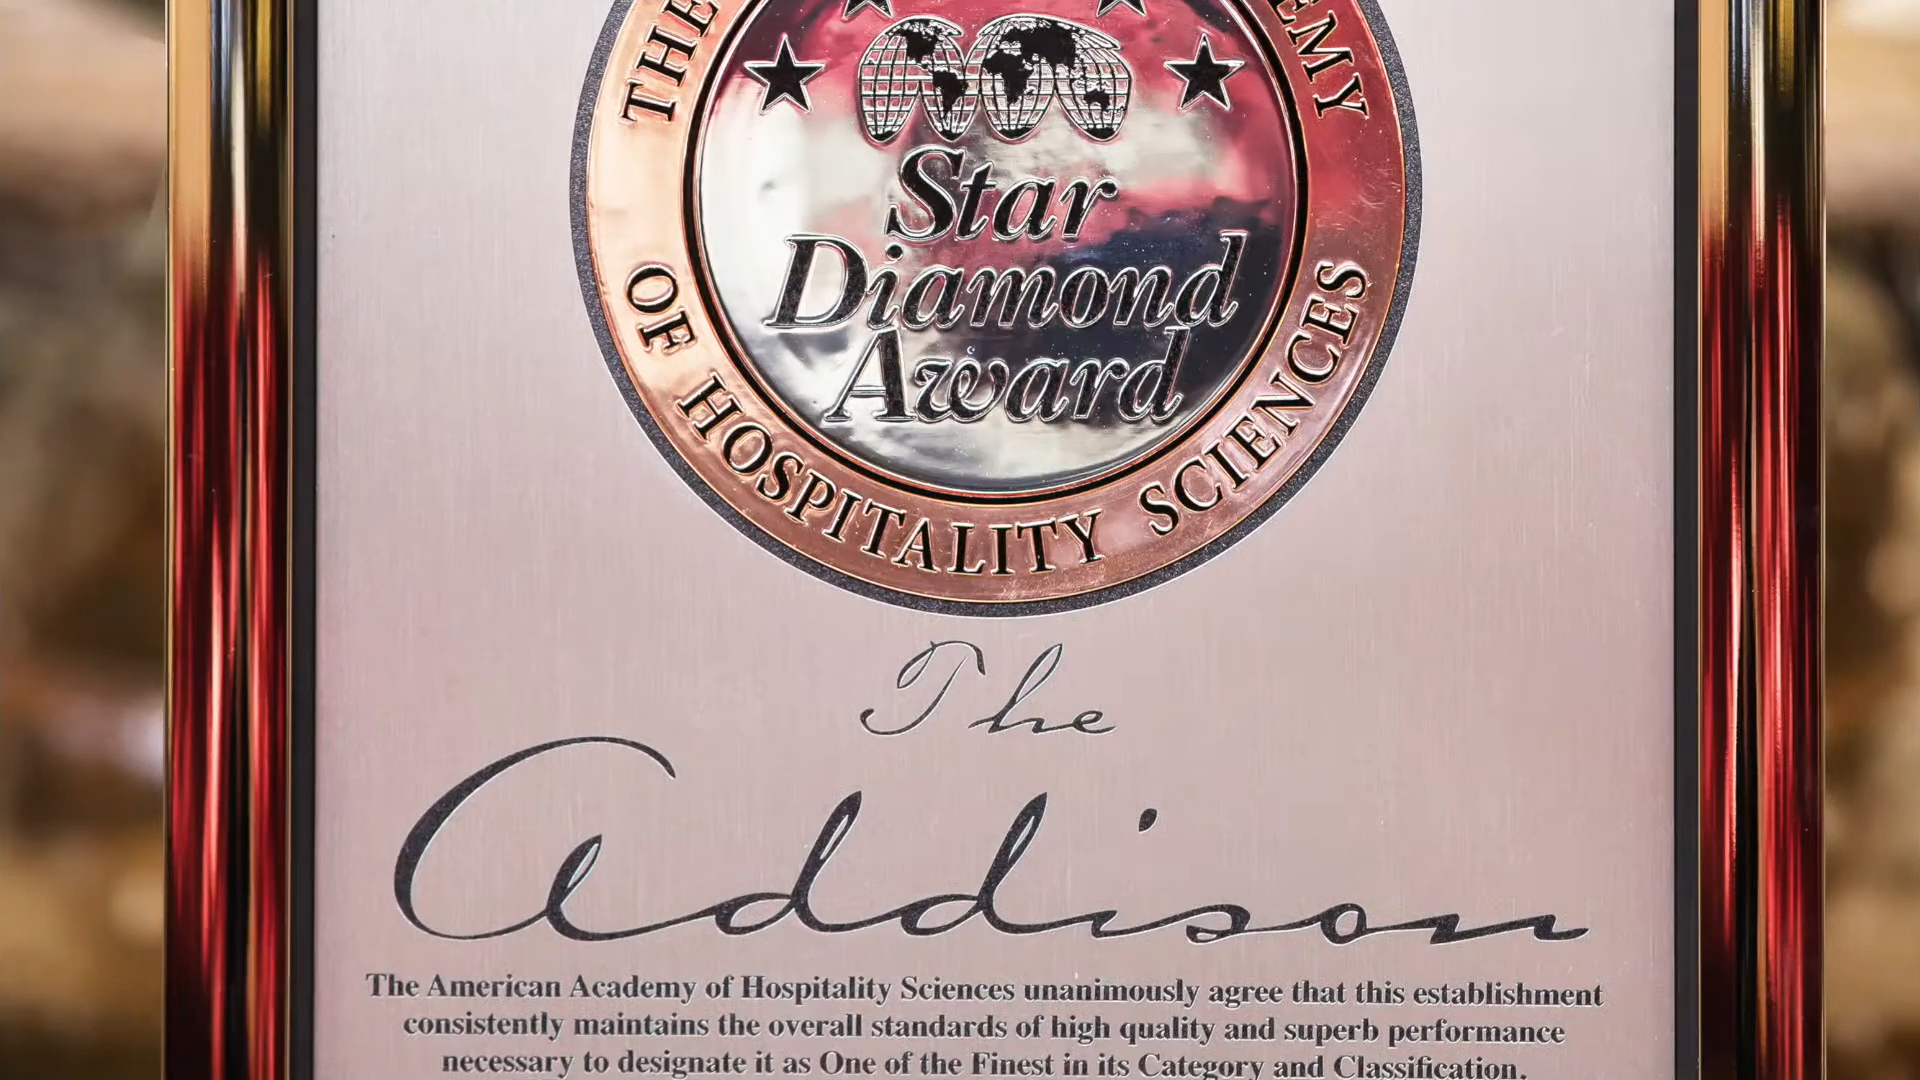 THE
EMY
OF HOSPITALITY SCIENCES
Star
Diamond
Award
The
Addison
The American Academy of Hospitality Sciences unanimously agree that this establishment
consistently maintains the overall standards of high quality and superb performance
necessary to designate it as One of the Finest in its Category and Classification.